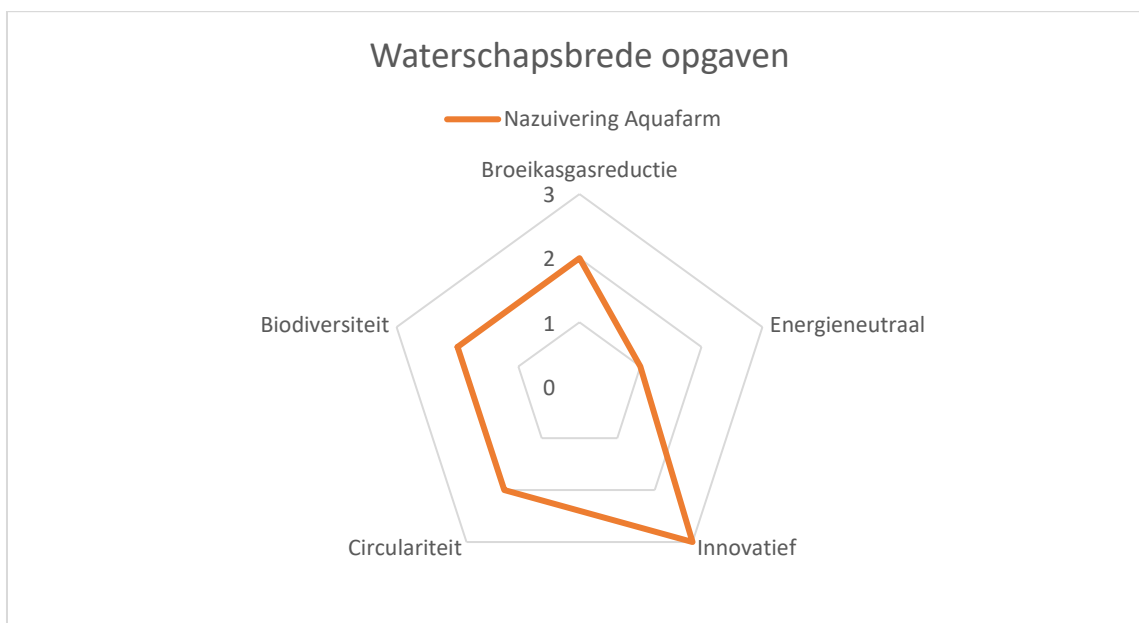 Waterschapsbrede opgaven
Nazuivering Aquafarm
Broeikasgasreductie
3
2
1
0
Biodiversiteit
Energieneutraal
Circulariteit
Innovatief